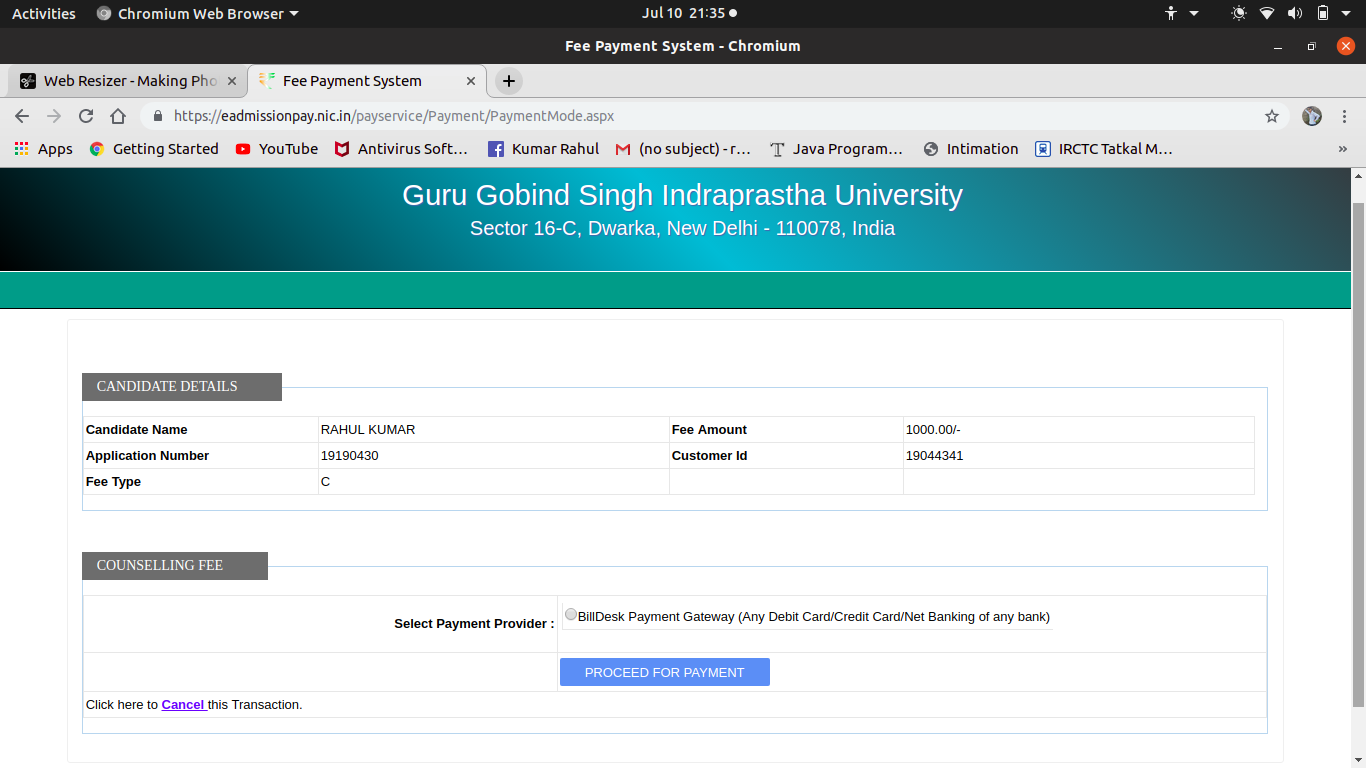 Activities Chromium Web Browser Jul 10 21:35
Fee Payment System - Chromium
Web Resizer - Making Pho Fee Payment System
https://eadmissionpay.nic.in/payservice/Payment/PaymentMode.aspx
Apps Getting Started YouTube Antivirus Soft... Kumar Rahul (no subject) - r... Java Program... Intimation IRCTC Tatkal M... »
Guru Gobind Singh Indraprastha University
Sector 16-C, Dwarka, New Delhi - 110078, India
CANDIDATE DETAILS
Candidate Name RAHUL KUMAR Fee Amount 1000.00/-
Application Number 19190430 Customer Id 19044341
Fee Type C
COUNSELLING FEE
Select Payment Provider : BillDesk Payment Gateway (Any Debit Card/Credit Card/Net Banking of any bank)
PROCEED FOR PAYMENT
Click here to Cancel this Transaction.